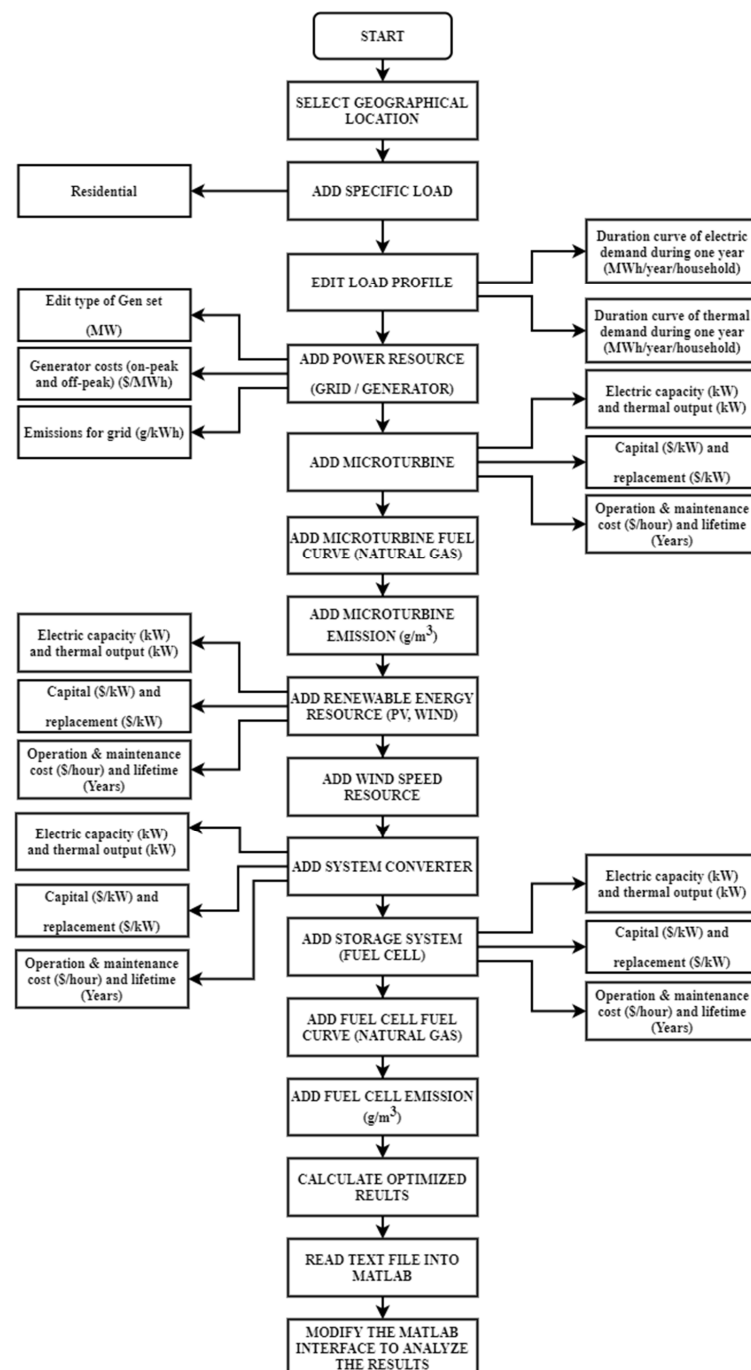 START
SELECT GEOGRAPHICAL
LOCATION
Residential
ADD SPECIFIC LOAD
EDIT LOAD PROFILE
Duration curve of electric
demand during one year
(MWh/year/household)
Duration curve of thermal
demand during one year
(MWh/year/household)
Edit type of Gen set
(MW)
Generator costs (on-peak
and off-peak) ($/MWh)
Emissions for grid (g/kWh)
ADD POWER RESOURCE
(GRID / GENERATOR)
ADD MICROTURBINE
Electric capacity (kW)
and thermal output (kW)
Capital ($/kW) and
replacement ($/kW)
Operation & maintenance
cost ($/hour) and lifetime
(Years)
ADD MICROTURBINE FUEL
CURVE (NATURAL GAS)
ADD MICROTURBINE
EMISSION (g/m³)
Electric capacity (kW)
and thermal output (kW)
Capital ($/kW) and
replacement ($/kW)
Operation & maintenance
cost ($/hour) and lifetime
(Years)
ADD RENEWABLE ENERGY
RESOURCE (PV, WIND)
ADD WIND SPEED
RESOURCE
Electric capacity (kW)
and thermal output (kW)
Capital ($/kW) and
replacement ($/kW)
Operation & maintenance
cost ($/hour) and lifetime
(Years)
ADD SYSTEM CONVERTER
ADD STORAGE SYSTEM
(FUEL CELL)
Electric capacity (kW)
and thermal output (kW)
Capital ($/kW) and
replacement ($/kW)
Operation & maintenance
cost ($/hour) and lifetime
(Years)
ADD FUEL CELL FUEL
CURVE (NATURAL GAS)
ADD FUEL CELL EMISSION
(g/m³)
CALCULATE OPTIMIZED
REULTS
READ TEXT FILE INTO
MATLAB
MODIFY THE MATLAB
INTERFACE TO ANALYZE
THE RESULTS